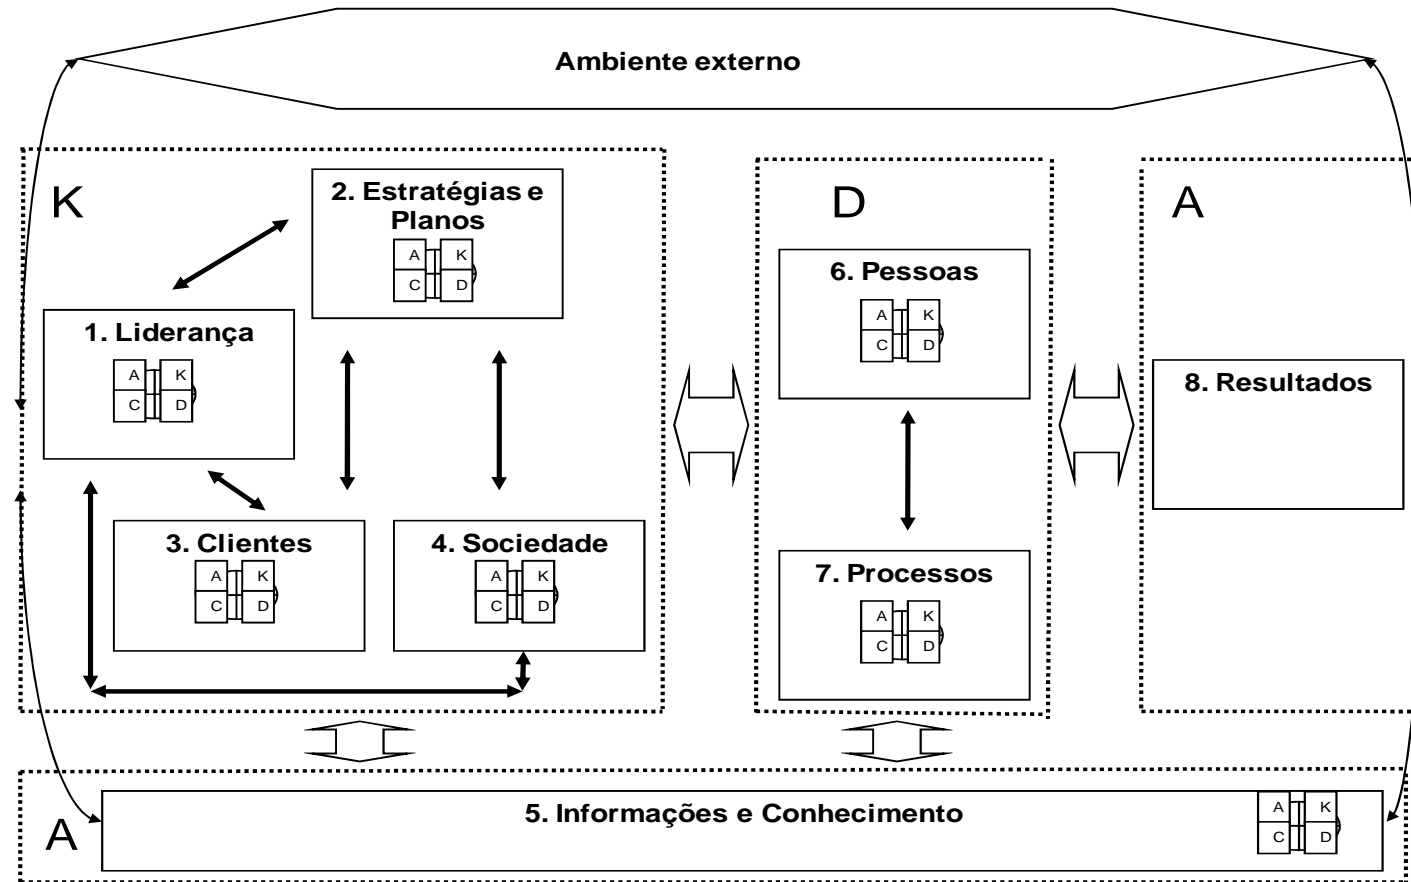 Ambiente externo
K
2. Estratégias e
Planos
A K
C D
1. Liderança
A K
C D
3. Clientes
A K
C D
4. Sociedade
A K
C D
D
6. Pessoas
A K
C D
7. Processos
A K
C D
A
8. Resultados
A
5. Informações e Conhecimento
A K
C D